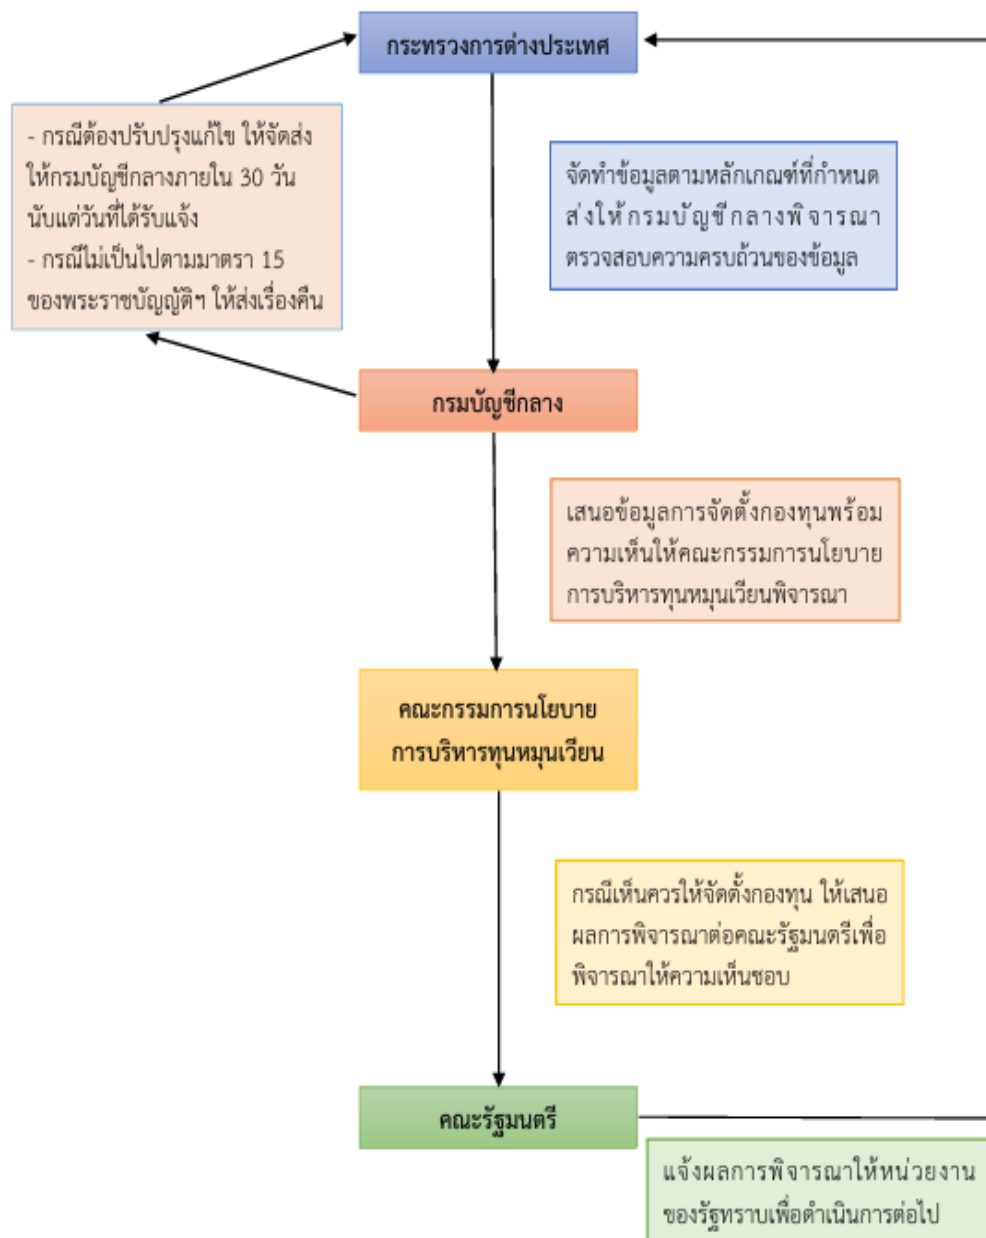 กระทรวงการต่างประเทศ
- กรณีต้องปรับปรุงแก้ไข ให้จัดส่ง
ให้กรมบัญชีกลางภายใน 30 วัน
นับแต่วันที่ได้รับแจ้ง
- กรณีไม่เป็นไปตามมาตรา 15
ของพระราชบัญญัติฯ ให้ส่งเรื่องคืน
จัดทำข้อมูลตามหลักเกณฑ์ที่กำหนด
ส่งให้กรมบัญชีกลางพิจารณา
ตรวจสอบความครบถ้วนของข้อมูล
กรมบัญชีกลาง
เสนอข้อมูลการจัดตั้งกองทุนพร้อม
ความเห็นให้คณะกรรมการนโยบาย
การบริหารทุนหมุนเวียนพิจารณา
คณะกรรมการนโยบาย
การบริหารทุนหมุนเวียน
กรณีเห็นควรให้จัดตั้งกองทุน ให้เสนอ
ผลการพิจารณาต่อคณะรัฐมนตรีเพื่อ
พิจารณาให้ความเห็นชอบ
คณะรัฐมนตรี
แจ้งผลการพิจารณาให้หน่วยงาน
ของรัฐทราบเพื่อดำเนินการต่อไป